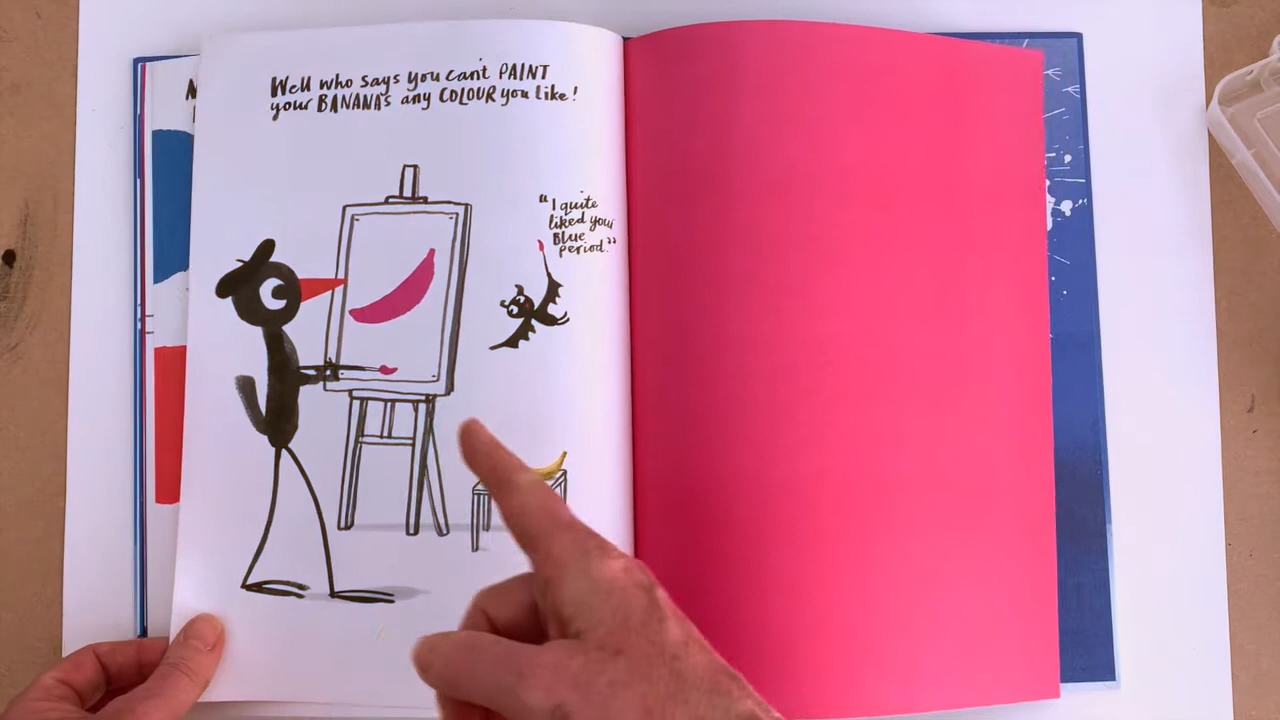 Well who says you can't PAINT
your BANANA's any COLOUR you like!
"I quite
liked your
Blue
period."